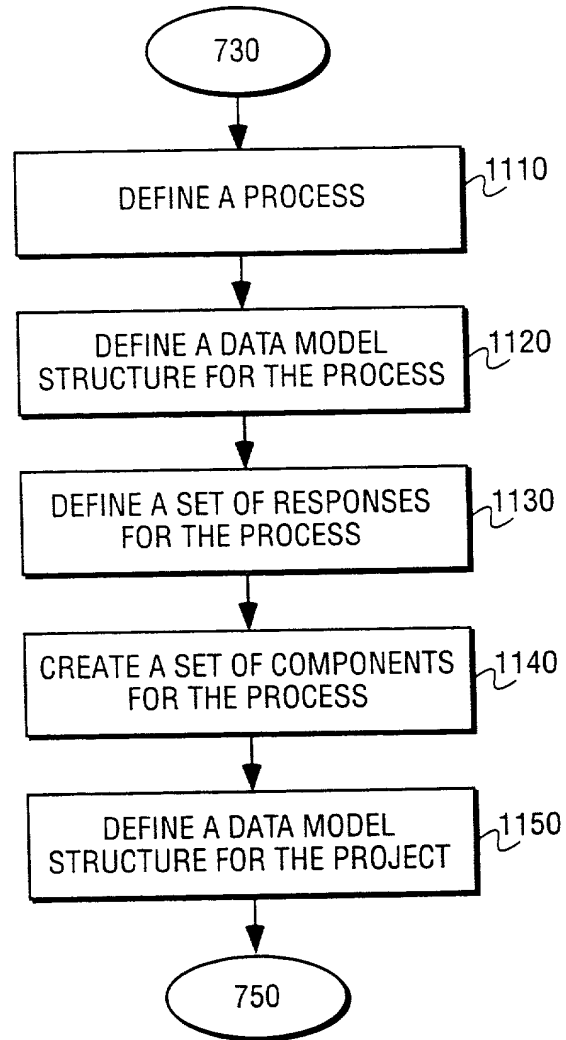 730
DEFINE A PROCESS
1110
DEFINE A DATA MODEL
STRUCTURE FOR THE PROCESS
1120
DEFINE A SET OF RESPONSES
FOR THE PROCESS
1130
CREATE A SET OF COMPONENTS
FOR THE PROCESS
1140
DEFINE A DATA MODEL
STRUCTURE FOR THE PROJECT
1150
750